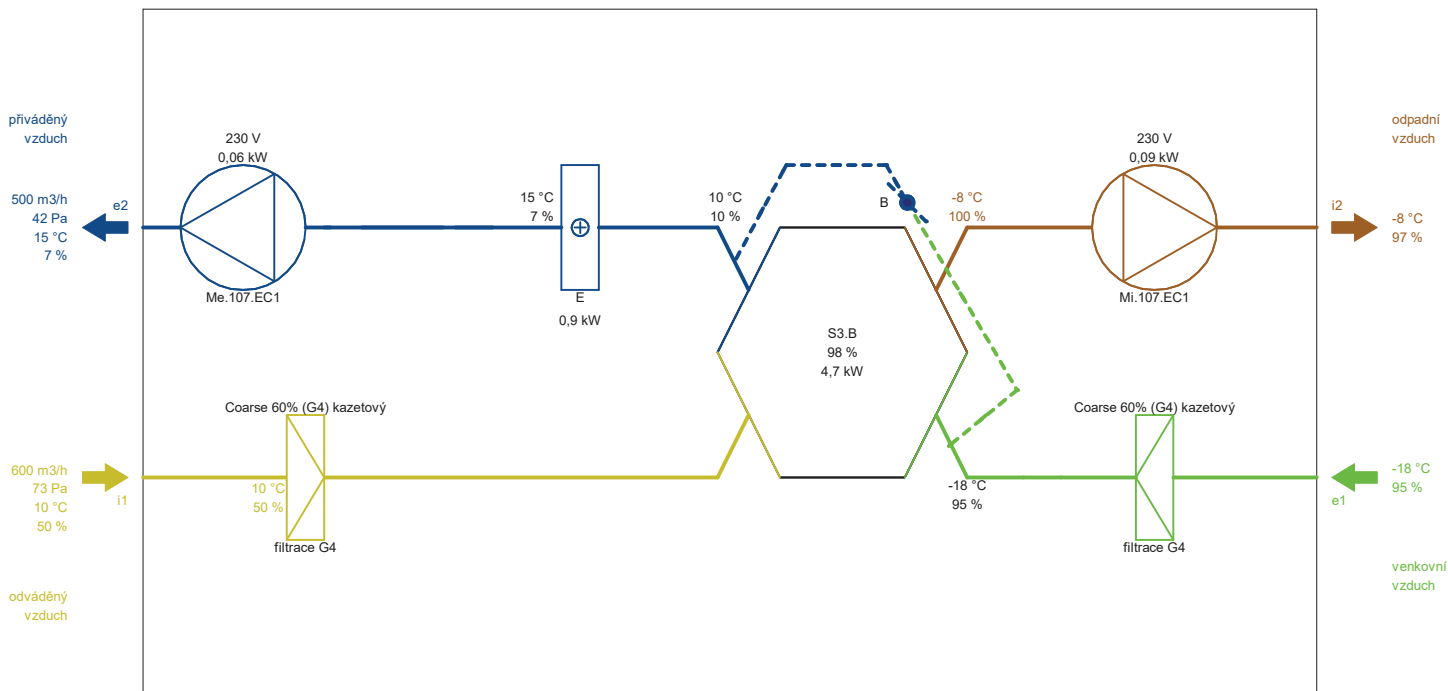 přiváděný
vzduch
500 m3/h
42 Pa
15 °C
7 %
e2
230 V
0,06 kW
Me.107.EC1
15 °C
7 %
E
0,9 kW
10 °C
10 %
B
-8 °C
100 %
230 V
0,09 kW
Mi.107.EC1
odpadní
vzduch
i2
-8 °C
97 %
S3.B
98 %
4,7 kW
600 m3/h
73 Pa
10 °C
50 %
i1
odváděný
vzduch
Coarse 60% (G4) kazetový
10 °C
50 %
filtrace G4
-18 °C
95 %
Coarse 60% (G4) kazetový
filtrace G4
-18 °C
95 %
e1
venkovní
vzduch